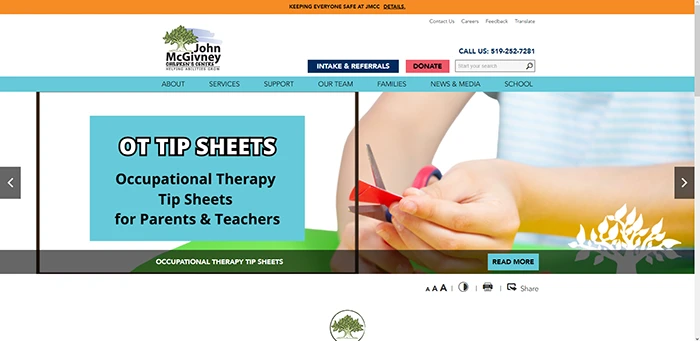 KEEPING EVERYONE SAFE AT JMCC DETAILS.
Contact Us Careers Feedback Translate
John
McGivney
CHILDREN'S CENTRE
HELPING ABILITIES GROW
CALL US: 519-252-7281
INTAKE & REFERRALS DONATE Start your search
ABOUT SERVICES SUPPORT OUR TEAM FAMILIES NEWS & MEDIA SCHOOL
OT TIP SHEETS
Occupational Therapy
Tip Sheets
for Parents & Teachers
OCCUPATIONAL THERAPY TIP SHEETS READ MORE
A A A | | | Share